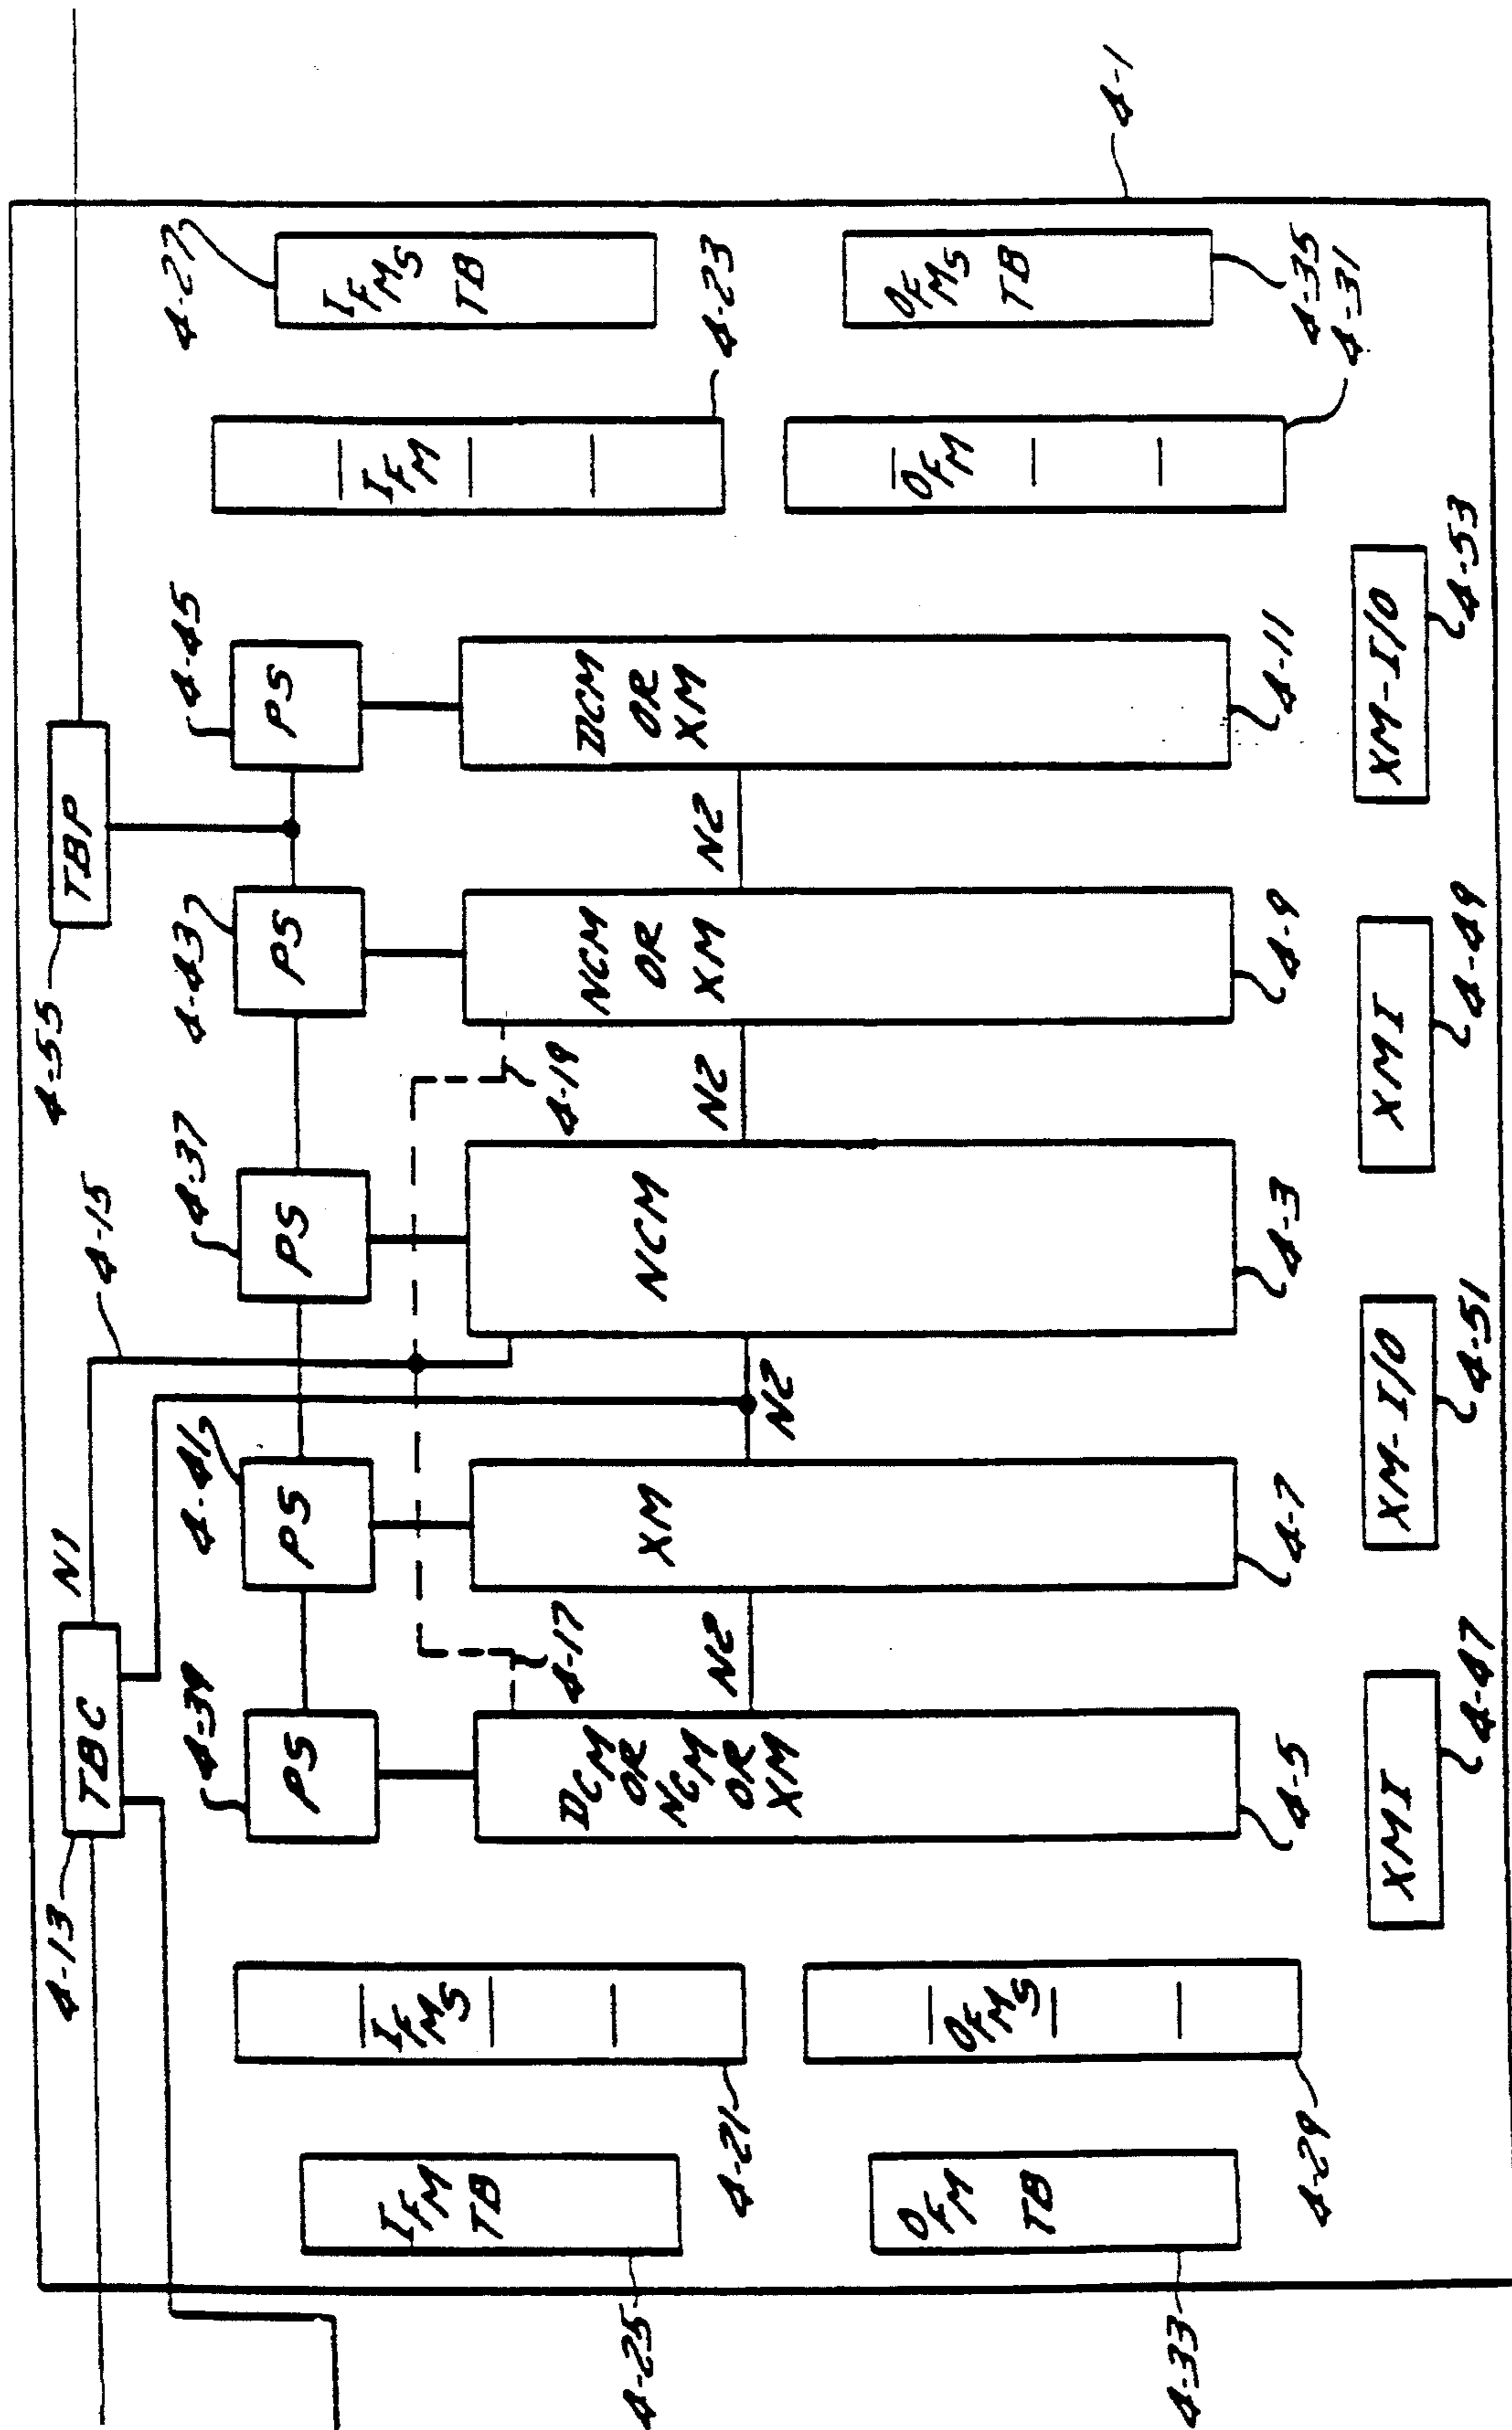 4-1
4-27
IFMS
TB
4-23
OFMS
TB
4-35
4-31
IFM
OFM
4-45
PS
DCM
OR
XM
4-11
XM-I/O
4-53
TBP
4-55
4-43
PS
N2
NCM
OR
XM
4-9
4-19
N2
XMI
4-49
4-37
PS
4-15
NCM
4-3
N1
N2
4-41
PS
XM
4-7
XM-I/O
4-51
TBC
4-13
4-39
PS
4-17
N2
DCM
OR
NCM
OR
XM
4-5
XMI
4-47
IFMS
4-21
OFMS
4-29
IFM
TB
4-25
OFM
TB
4-33